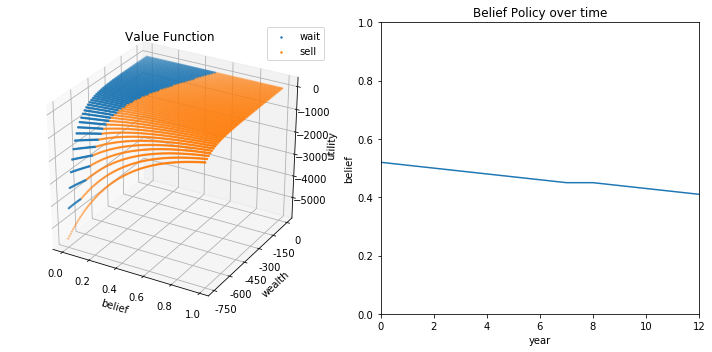 Value Function
wait
sell
0
−1000
−2000
−3000
−4000
−5000
utility
0.0
0.2
0.4
0.6
0.8
1.0
belief
0
-150
-300
-450
-600
-750
wealth
Belief Policy over time
1.0
0.8
0.6
0.4
0.2
0.0
belief
0 2 4 6 8 10 12
year